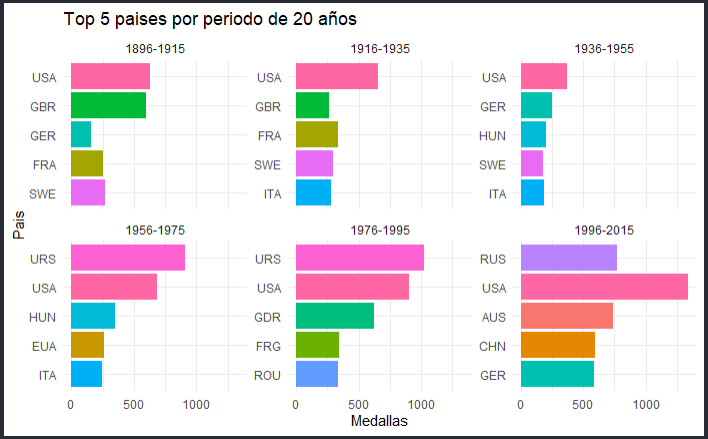 Top 5 paises por periodo de 20 años
1896-1915
1916-1935
1936-1955
USA
GBR
GER
FRA
SWE
USA
GBR
FRA
SWE
ITA
USA
GER
HUN
SWE
ITA
Pais
1956-1975
1976-1995
1996-2015
URS
USA
HUN
EUA
ITA
URS
USA
GDR
FRG
ROU
RUS
USA
AUS
CHN
GER
0 500 1000
0 500 1000
0 500 1000
Medallas